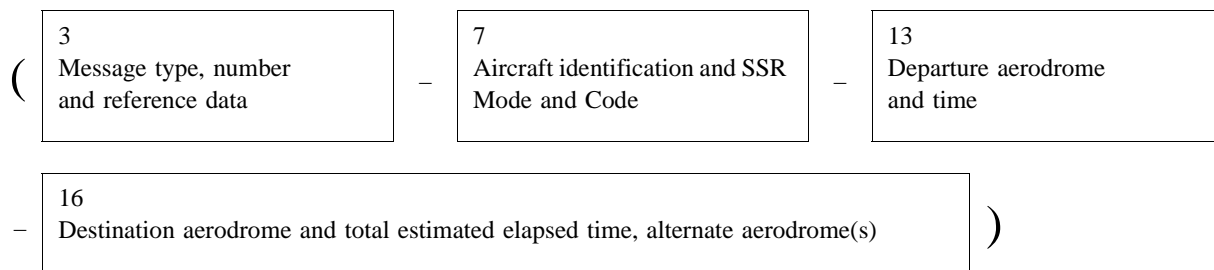 ( 3 7 13
Message type, number – Aircraft identification and SSR – Departure aerodrome
and reference data Mode and Code and time
16
– Destination aerodrome and total estimated elapsed time, alternate aerodrome(s) )